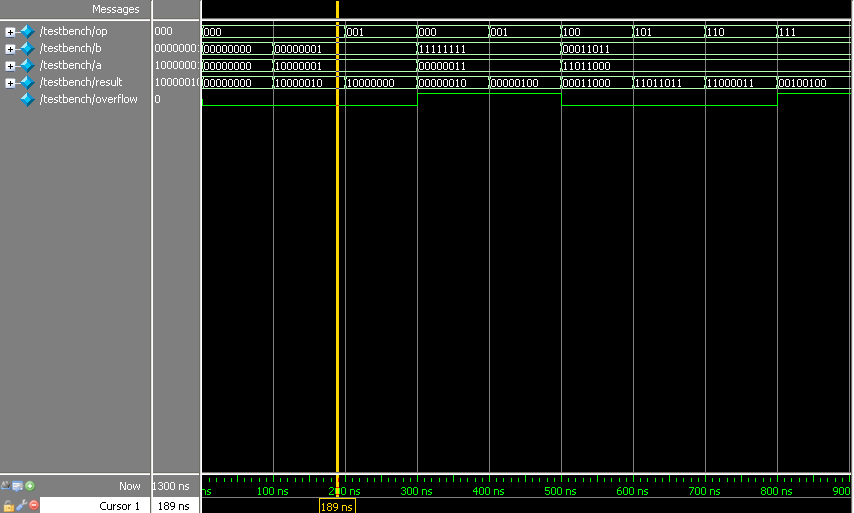 Messages
/testbench/op 000 000 001 000 001 100 101 110 111
/testbench/b 00000001 00000000 00000001 11111111 00011011
/testbench/a 10000001 00000000 10000001 00000011 11011000
/testbench/result 10000010 00000000 10000010 10000000 00000010 00000100 00011000 11011011 11000011 00100100
/testbench/overflow 0
Now 1300 ns ns 100 ns 200 ns 300 ns 400 ns 500 ns 600 ns 700 ns 800 ns 900
Cursor 1 189 ns 189 ns